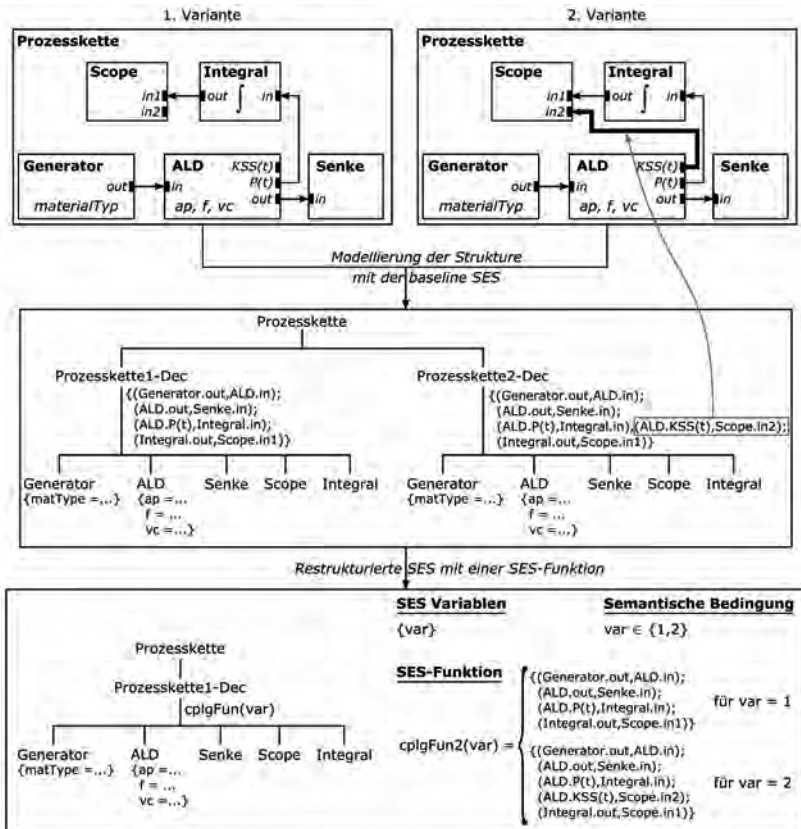 1. Variante
2. Variante
Prozesskette
Scope
in1
in2
Integral
out ∫ in
Generator
out
materialTyp
ALD
KSS(t)
P(t)
in
out
ap, f, vc
Senke
in
Prozesskette
Scope
in1
in2
Integral
out ∫ in
Generator
out
materialTyp
ALD
KSS(t)
P(t)
in
out
ap, f, vc
Senke
in
Modellierung der Strukture
mit der baseline SES
Prozesskette
Prozesskette1-Dec
{(Generator.out,ALD.in);
(ALD.out,Senke.in);
(ALD.P(t),Integral.in);
(Integral.out,Scope.in1)}
Generator
{matType =...}
ALD
{ap =...
f = ...
vc =...}
Senke
Scope
Integral
Prozesskette2-Dec
{(Generator.out,ALD.in);
(ALD.out,Senke.in);
(ALD.P(t),Integral.in),(ALD.KSS(t),Scope.in2);
(Integral.out,Scope.in1)}
Generator
{matType =...}
ALD
{ap =...
f = ...
vc =...}
Senke
Scope
Integral
Restrukturierte SES mit einer SES-Funktion
Prozesskette
Prozesskette1-Dec
cplgFun(var)
Generator
{matType =...}
ALD
{ap =...
f = ...
vc =...}
Senke
Scope
Integral
SES Variablen
{var}
Semantische Bedingung
var ∈ {1,2}
SES-Funktion
cplgFun2(var) =
{(Generator.out,ALD.in);
(ALD.out,Senke.in);
(ALD.P(t),Integral.in);
(Integral.out,Scope.in1)}
für var = 1
{(Generator.out,ALD.in);
(ALD.out,Senke.in);
(ALD.P(t),Integral.in);
(ALD.KSS(t),Scope.in2);
(Integral.out,Scope.in1)}
für var = 2